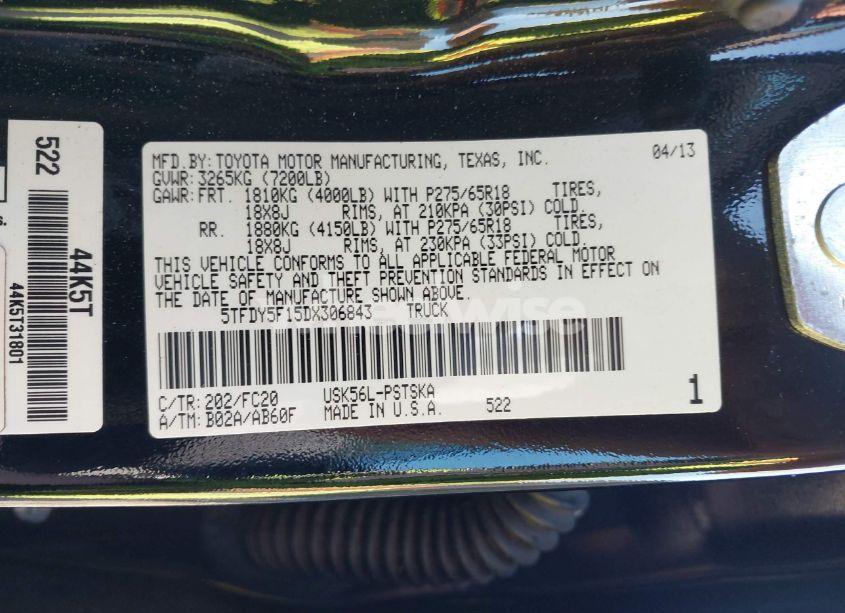 MFD.BY: TOYOTA MOTOR MANUFACTURING, TEXAS, INC. 04/13
GVWR: 3265KG (7200LB)
GAWR: FRT. 1810KG (4000LB) WITH P275/65R18 TIRES,
18X8J RIMS, AT 210KPA (30PSI) COLD.
RR. 1880KG (4150LB) WITH P275/65R18 TIRES,
18X8J RIMS, AT 230KPA (33PSI) COLD.
THIS VEHICLE CONFORMS TO ALL APPLICABLE FEDERAL MOTOR
VEHICLE SAFETY AND THEFT PREVENTION STANDARDS IN EFFECT ON
THE DATE OF MANUFACTURE SHOWN ABOVE.
5TFDY5F15DX306843 TRUCK
C/TR: 202/FC20 USK56L-PSTSKA
A/TM: B02A/AB60F MADE IN U.S.A. 522
1
522
44K5T
44K5T31801